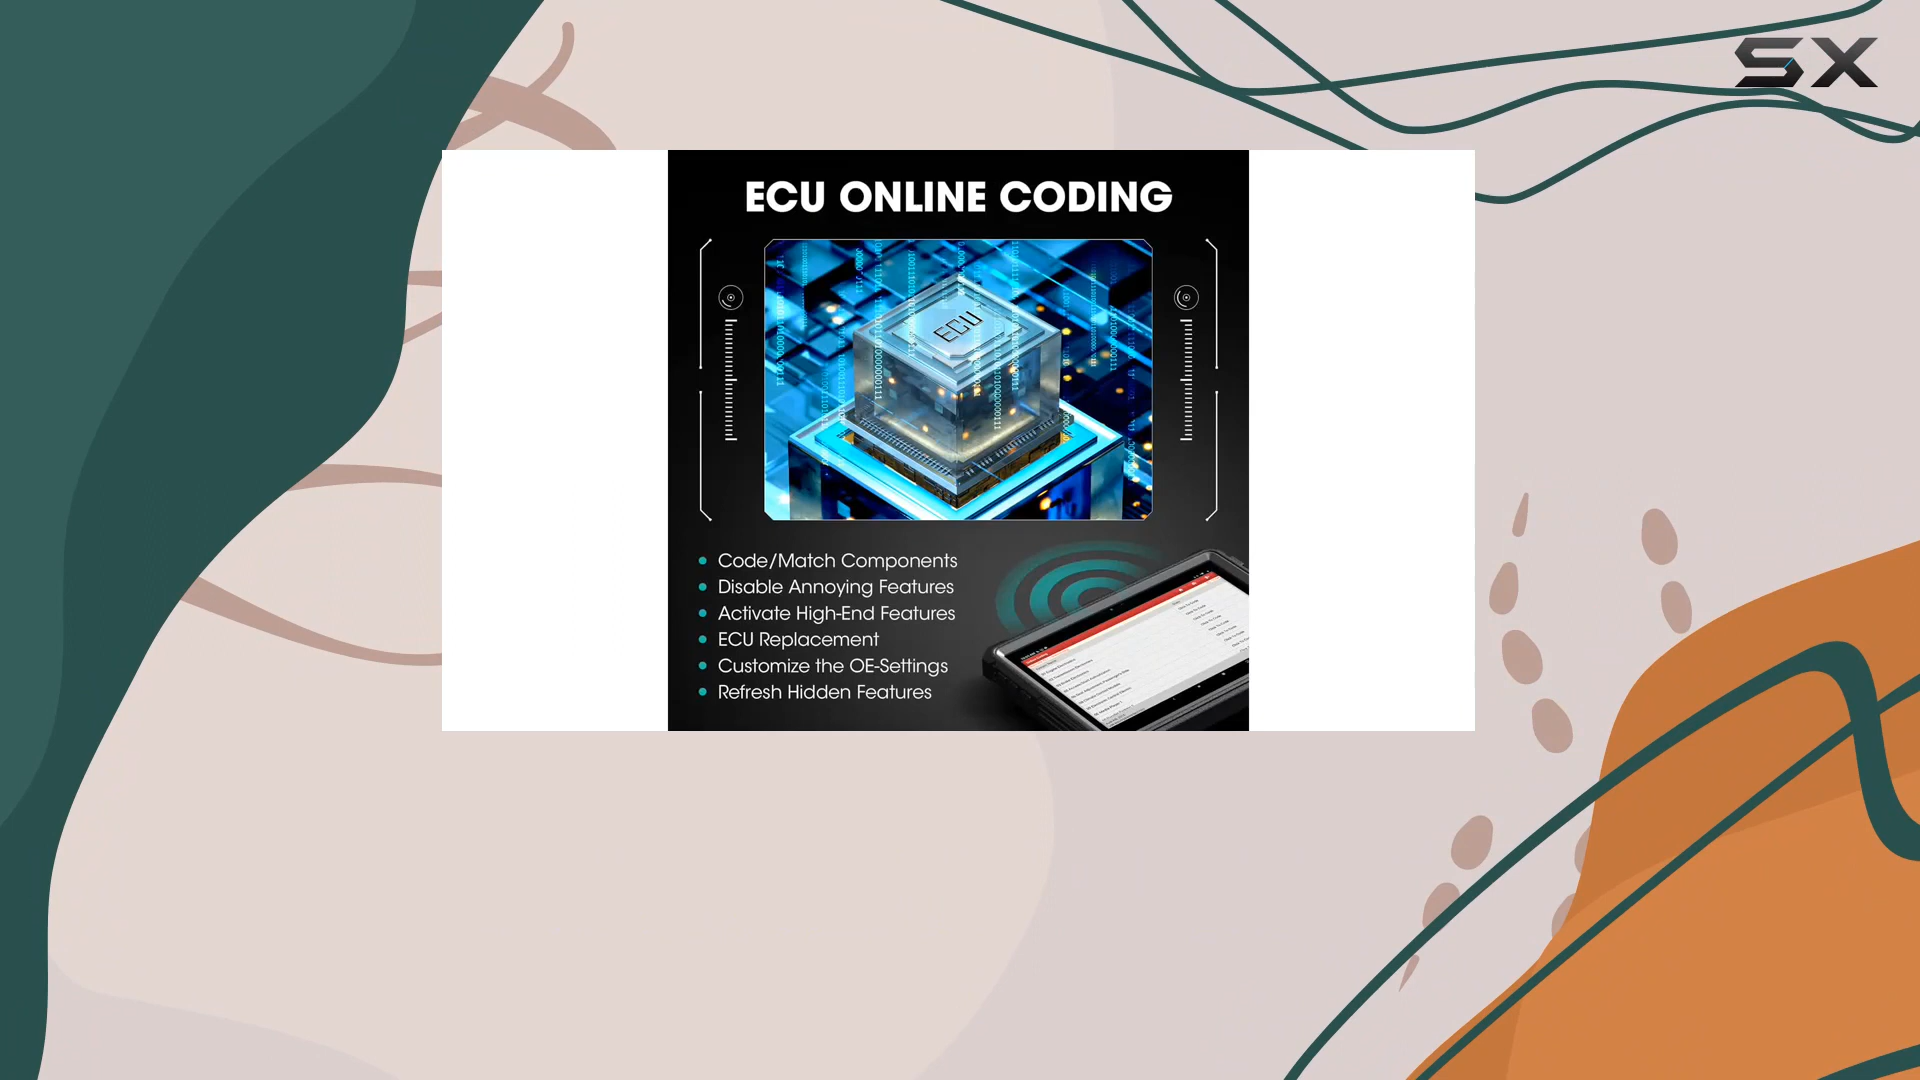 SX
ECU ONLINE CODING
ECU
Code/Match Components
Disable Annoying Features
Activate High-End Features
ECU Replacement
Customize the OE-Settings
Refresh Hidden Features